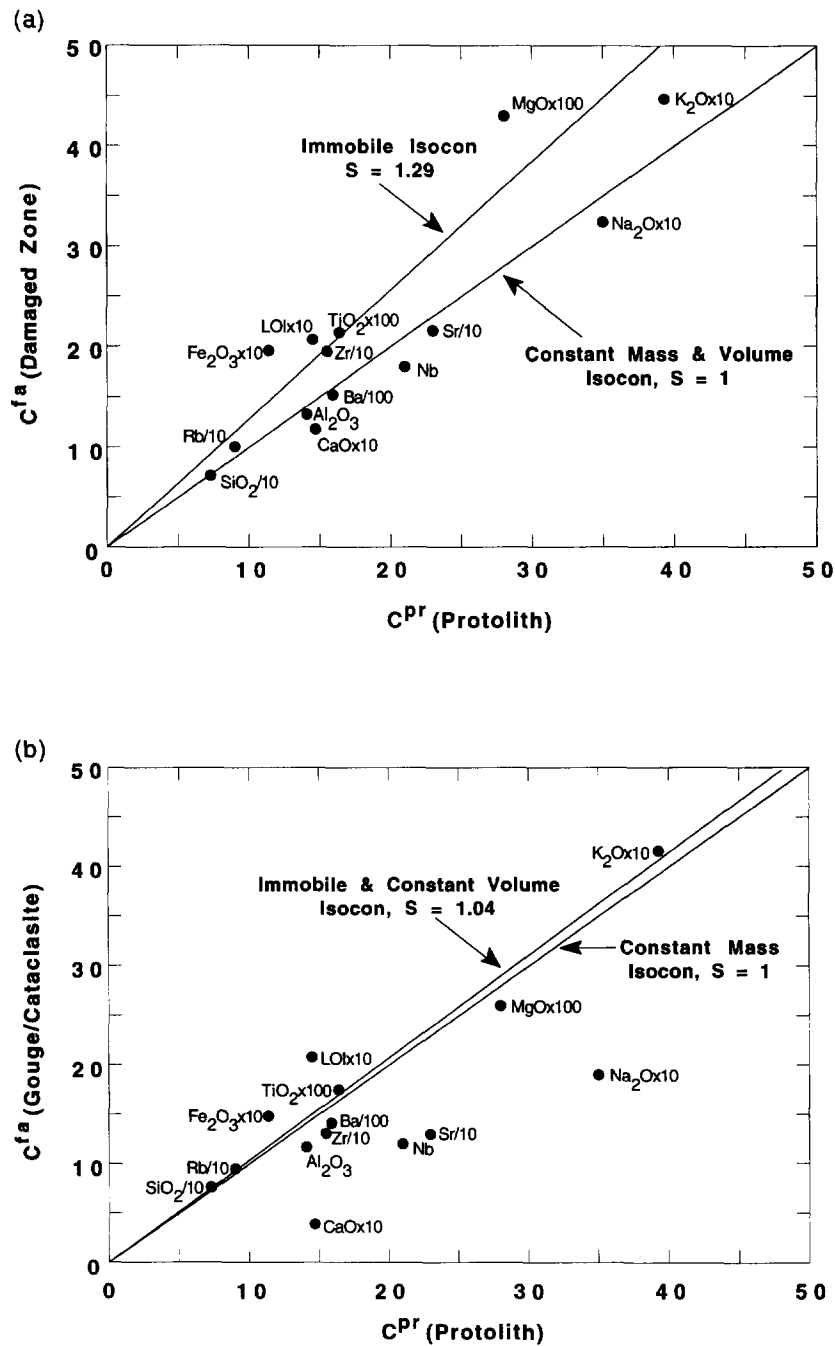 (a)
50
40
30
20
10
0
C^fa (Damaged Zone)
MgOx100
K2Ox10
Immobile Isocon
S = 1.29
Na2Ox10
LOIx10
TiO2x100
Fe2O3x10
Zr/10
Sr/10
Nb
Constant Mass & Volume
Isocon, S = 1
Ba/100
Al2O3
CaOx10
Rb/10
SiO2/10
0 10 20 30 40 50
C^pr (Protolith)
(b)
50
40
30
20
10
0
C^fa (Gouge/Cataclasite)
K2Ox10
Immobile & Constant Volume
Isocon, S = 1.04
Constant Mass
Isocon, S = 1
MgOx100
LOIx10
Na2Ox10
TiO2x100
Fe2O3x10
Ba/100
Zr/10
Sr/10
Nb
Al2O3
Rb/10
SiO2/10
CaOx10
0 10 20 30 40 50
C^pr (Protolith)